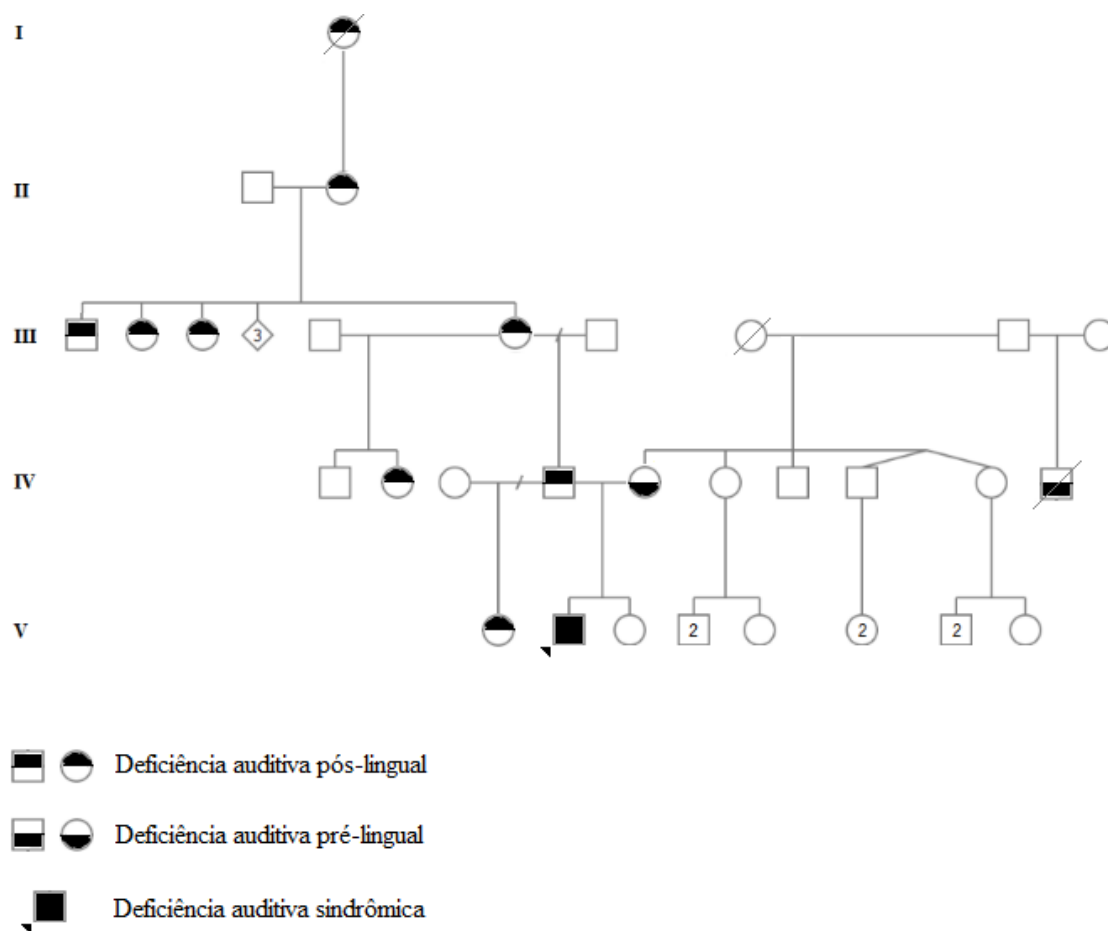 I
II
III
3
IV
V
2
2
2
Deficiência auditiva pós-lingual
Deficiência auditiva pré-lingual
Deficiência auditiva sindrômica